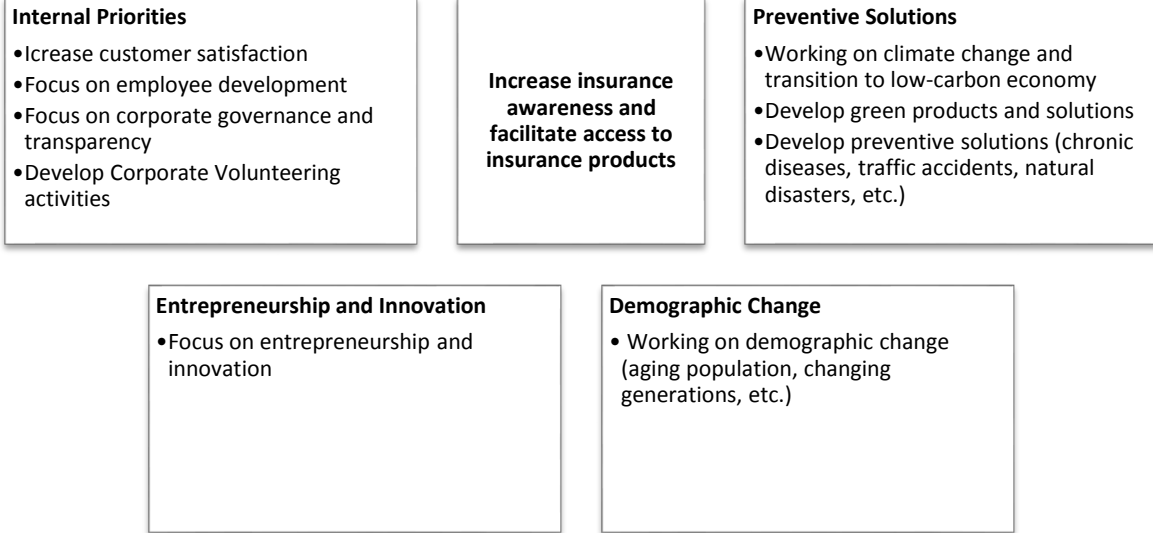 Internal Priorities
•Icrease customer satisfaction
•Focus on employee development
•Focus on corporate governance and
transparency
•Develop Corporate Volunteering
activities
Increase insurance
awareness and
facilitate access to
insurance products
Preventive Solutions
•Working on climate change and
transition to low-carbon economy
•Develop green products and solutions
•Develop preventive solutions (chronic
diseases, traffic accidents, natural
disasters, etc.)
Entrepreneurship and Innovation
•Focus on entrepreneurship and
innovation
Demographic Change
• Working on demographic change
(aging population, changing
generations, etc.)